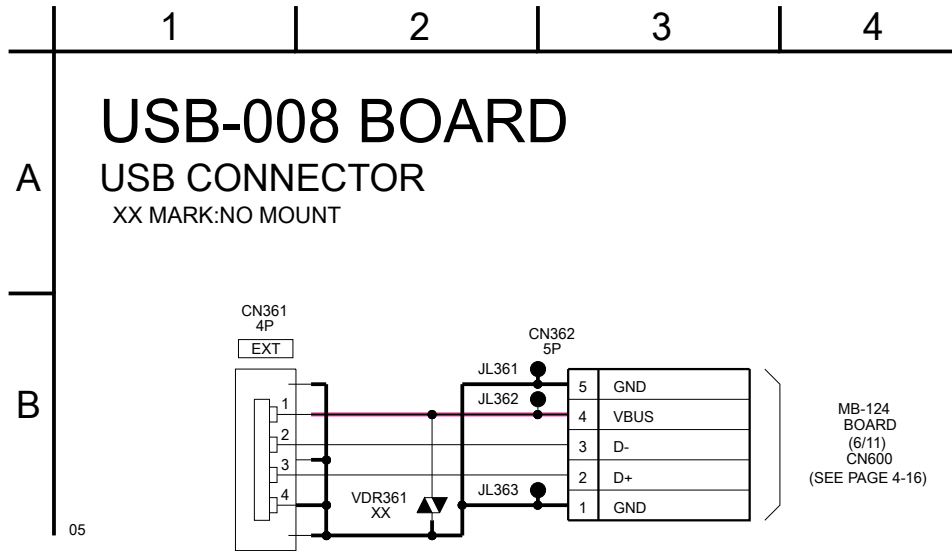 1 2 3 4
A
USB-008 BOARD
USB CONNECTOR
XX MARK:NO MOUNT
B
CN361
4P
EXT
1
2
3
4
VDR361
XX
JL361
JL362
JL363
CN362
5P
5 GND
4 VBUS
3 D-
2 D+
1 GND
MB-124
BOARD
(6/11)
CN600
(SEE PAGE 4-16)
05